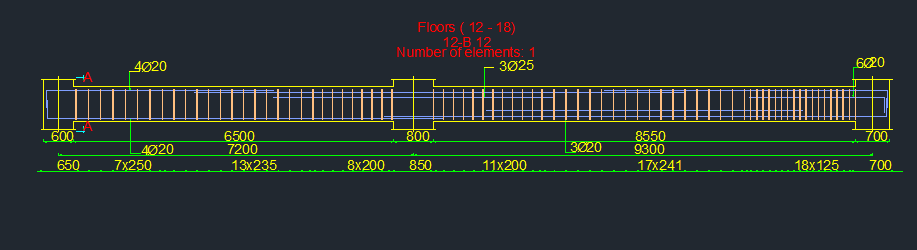 Floors ( 12 - 18)
12-B 12
Number of elements: 1
4Ø20 3Ø25 6Ø20
A
A
600 6500 800 8550 700
4Ø20 7200 3Ø20 9300
650 7x250 13x235 8x200 850 11x200 17x241 18x125 700